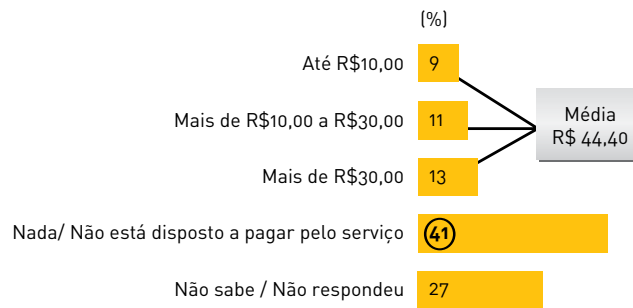 (%)
Até R$10,00 9
Mais de R$10,00 a R$30,00 11
Média
R$ 44,40
Mais de R$30,00 13
Nada/ Não está disposto a pagar pelo serviço 41
Não sabe / Não respondeu 27